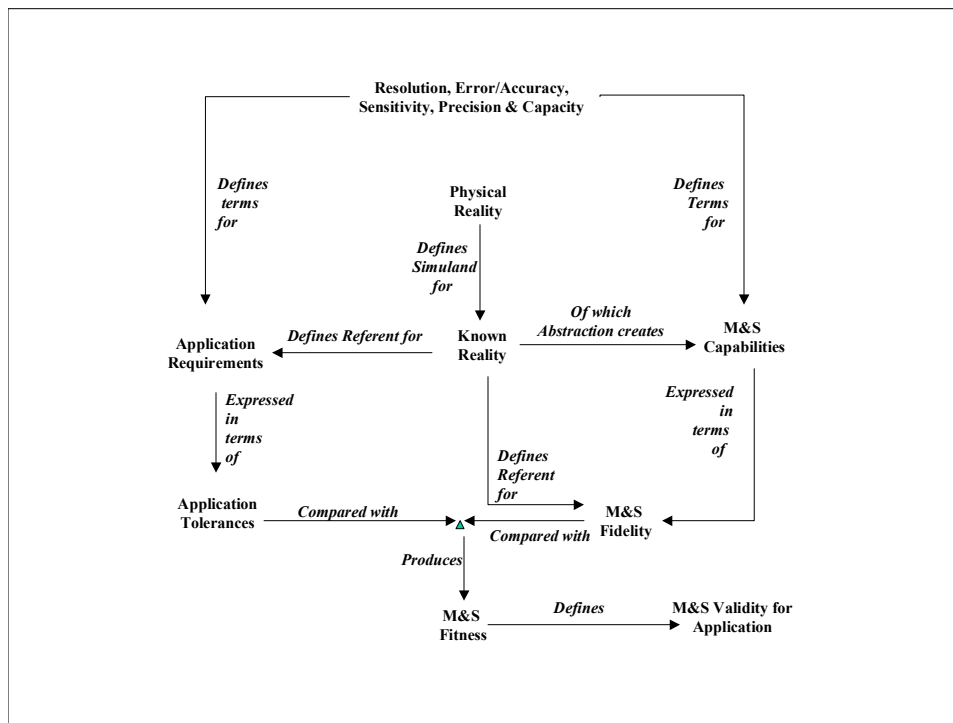 Resolution, Error/Accuracy,
Sensitivity, Precision & Capacity
Defines
terms
for
Physical
Reality
Defines
Terms
for
Defines
Simuland
for
Of which
Abstraction creates
Application
Requirements
Defines Referent for
Known
Reality
M&S
Capabilities
Expressed
in
terms
of
Expressed
in
terms
of
Defines
Referent
for
Application
Tolerances
Compared with
Compared with
M&S
Fidelity
Produces
M&S
Fitness
Defines
M&S Validity for
Application